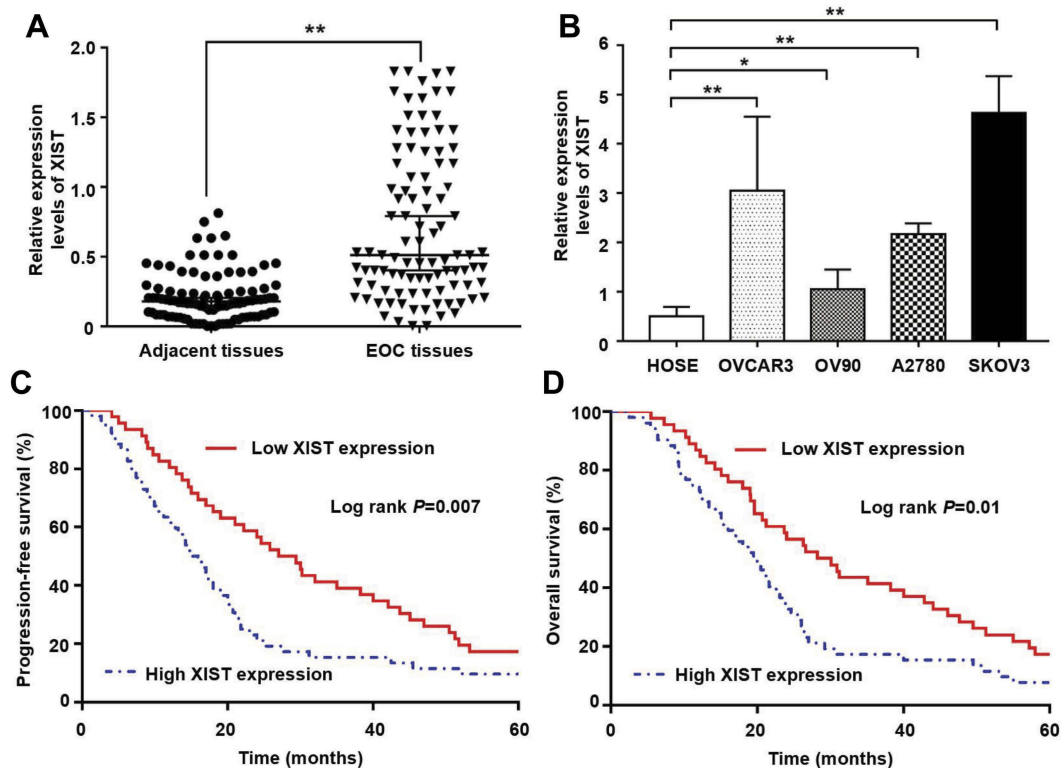 A
**
Relative expression
levels of XIST
2.0
1.5
1.0
0.5
0
Adjacent tissues
EOC tissues
B
**
**
*
**
Relative expression
levels of XIST
6
5
4
3
2
1
0
HOSE
OVCAR3
OV90
A2780
SKOV3
C
Progression-free survival (%)
100
80
60
40
20
0
Low XIST expression
Log rank P=0.007
High XIST expression
0
20
40
60
Time (months)
D
Overall survival (%)
100
80
60
40
20
0
Low XIST expression
Log rank P=0.01
High XIST expression
0
20
40
60
Time (months)